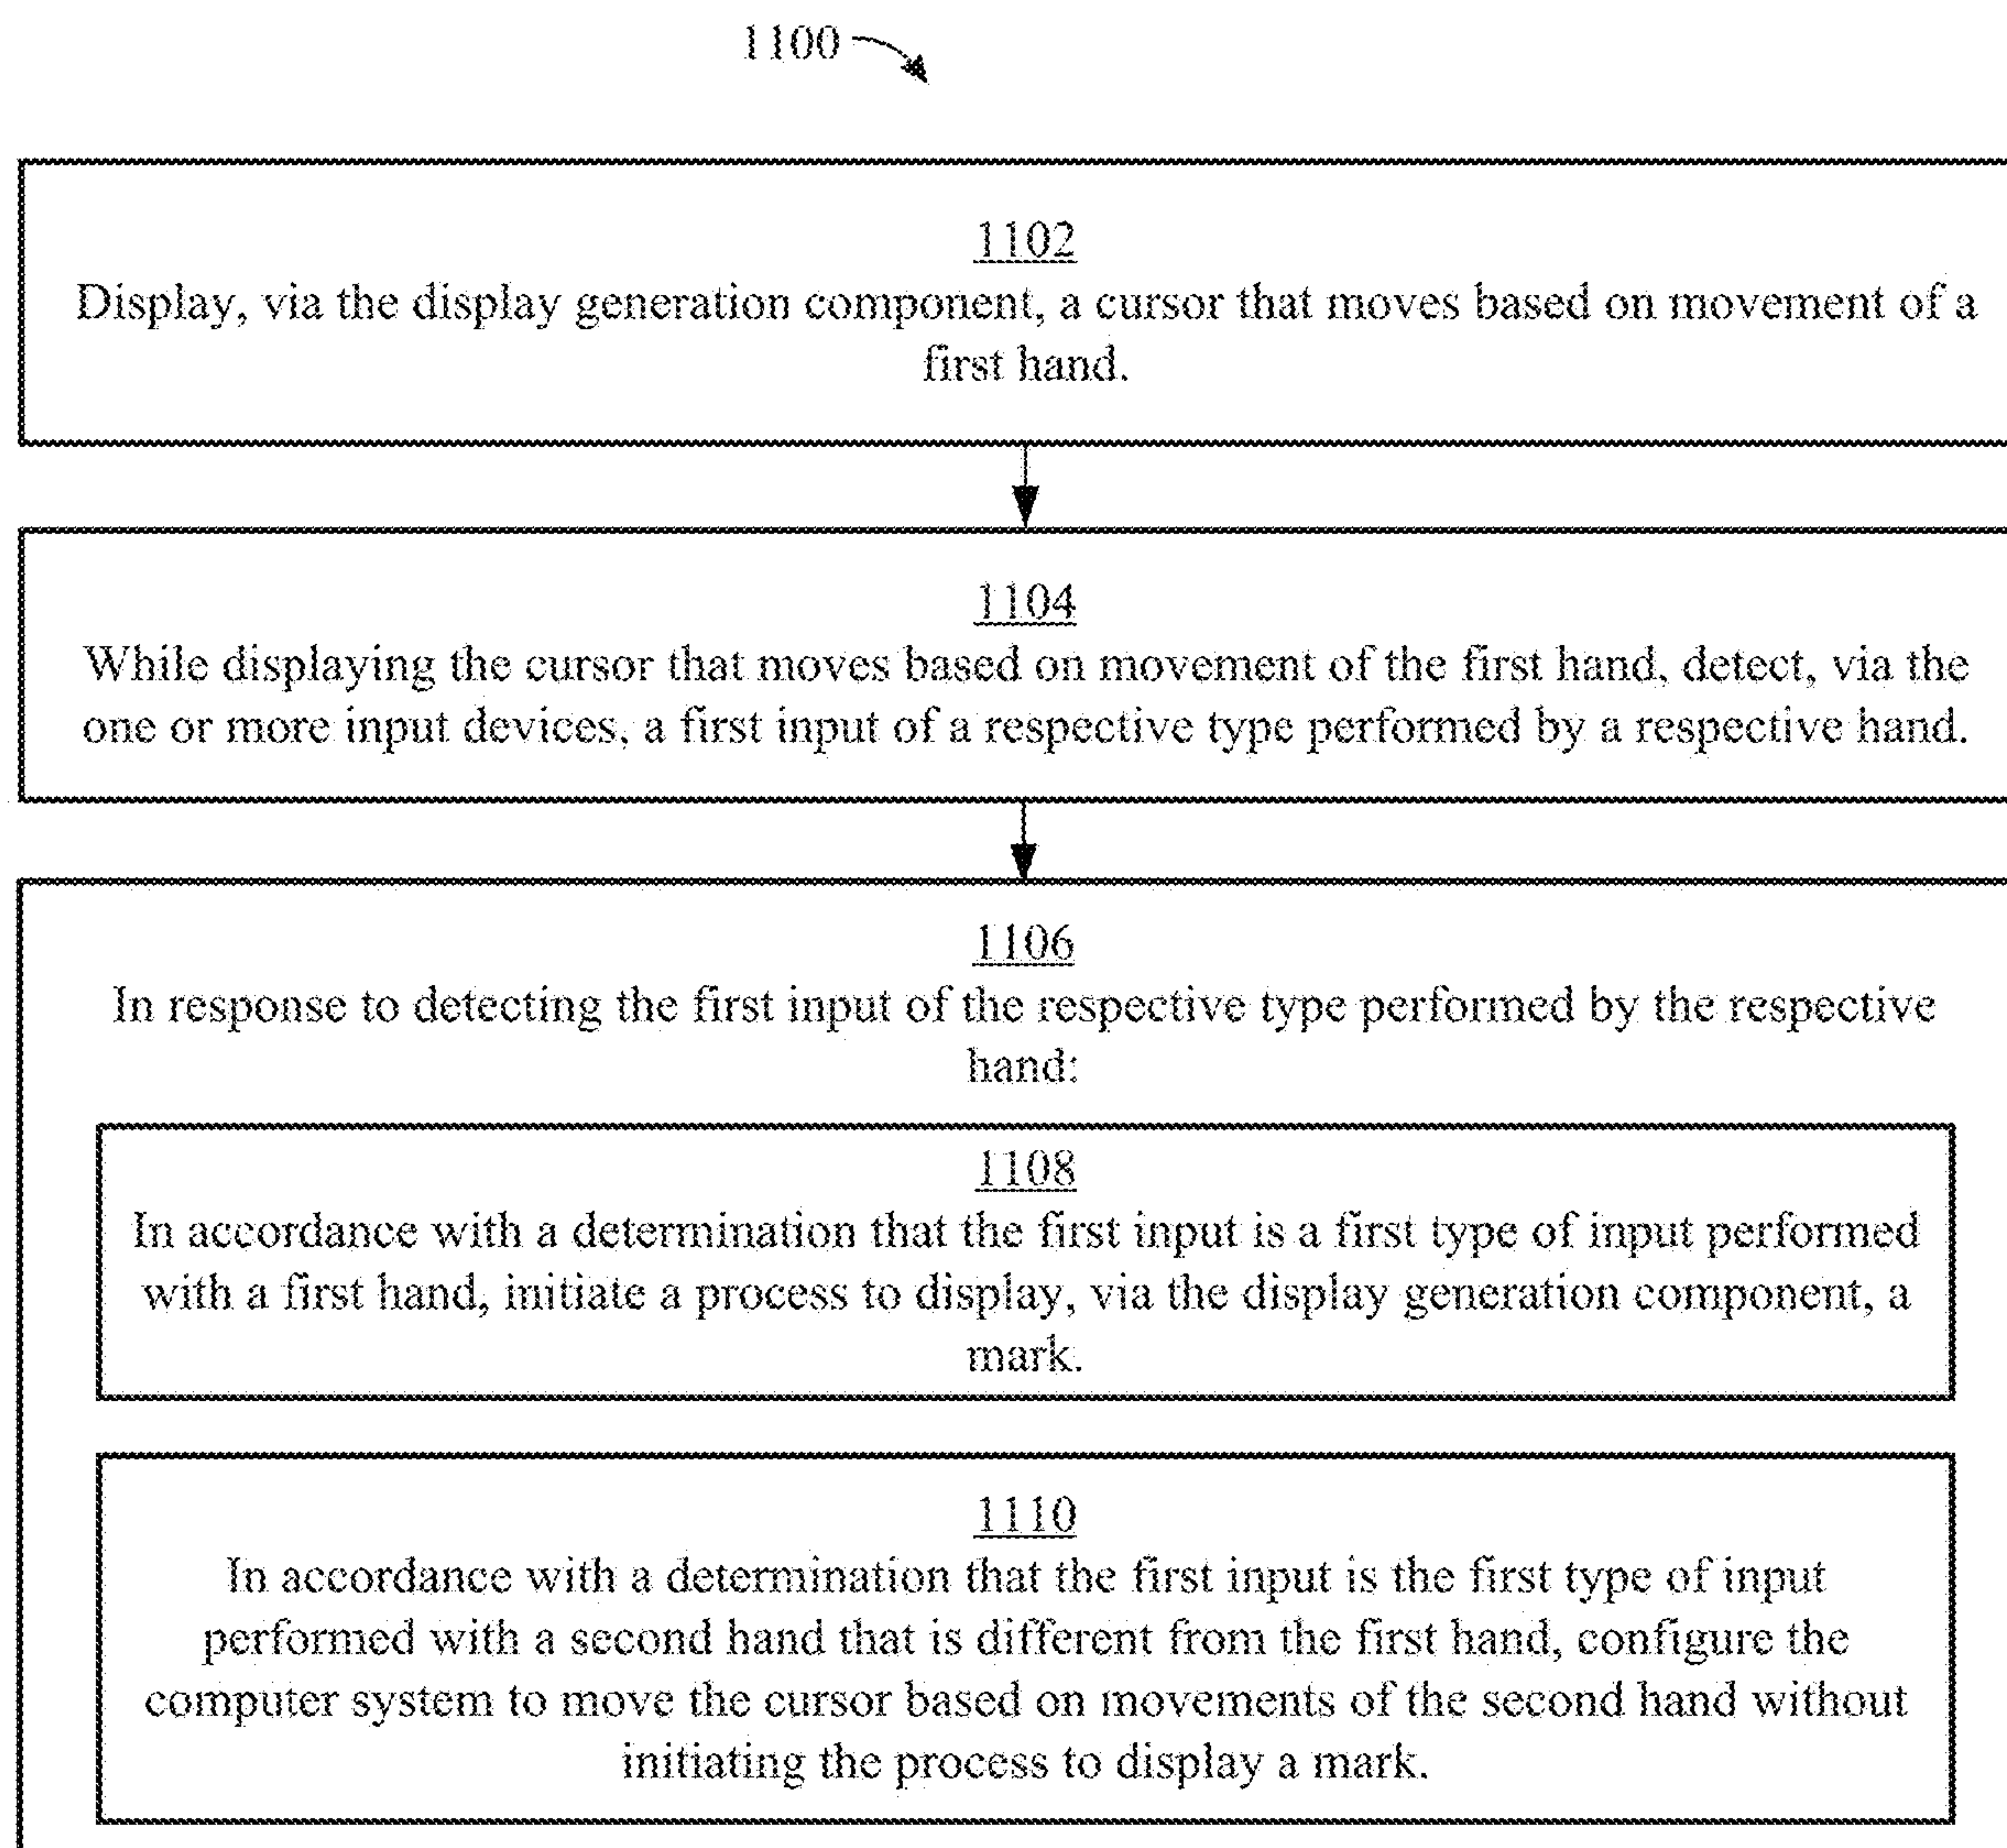 1100
1102
Display, via the display generation component, a cursor that moves based on movement of a
first hand.
1104
While displaying the cursor that moves based on movement of the first hand, detect, via the
one or more input devices, a first input of a respective type performed by a respective hand.
1106
In response to detecting the first input of the respective type performed by the respective
hand:
1108
In accordance with a determination that the first input is a first type of input performed
with a first hand, initiate a process to display, via the display generation component, a
mark.
1110
In accordance with a determination that the first input is the first type of input
performed with a second hand that is different from the first hand, configure the
computer system to move the cursor based on movements of the second hand without
initiating the process to display a mark.